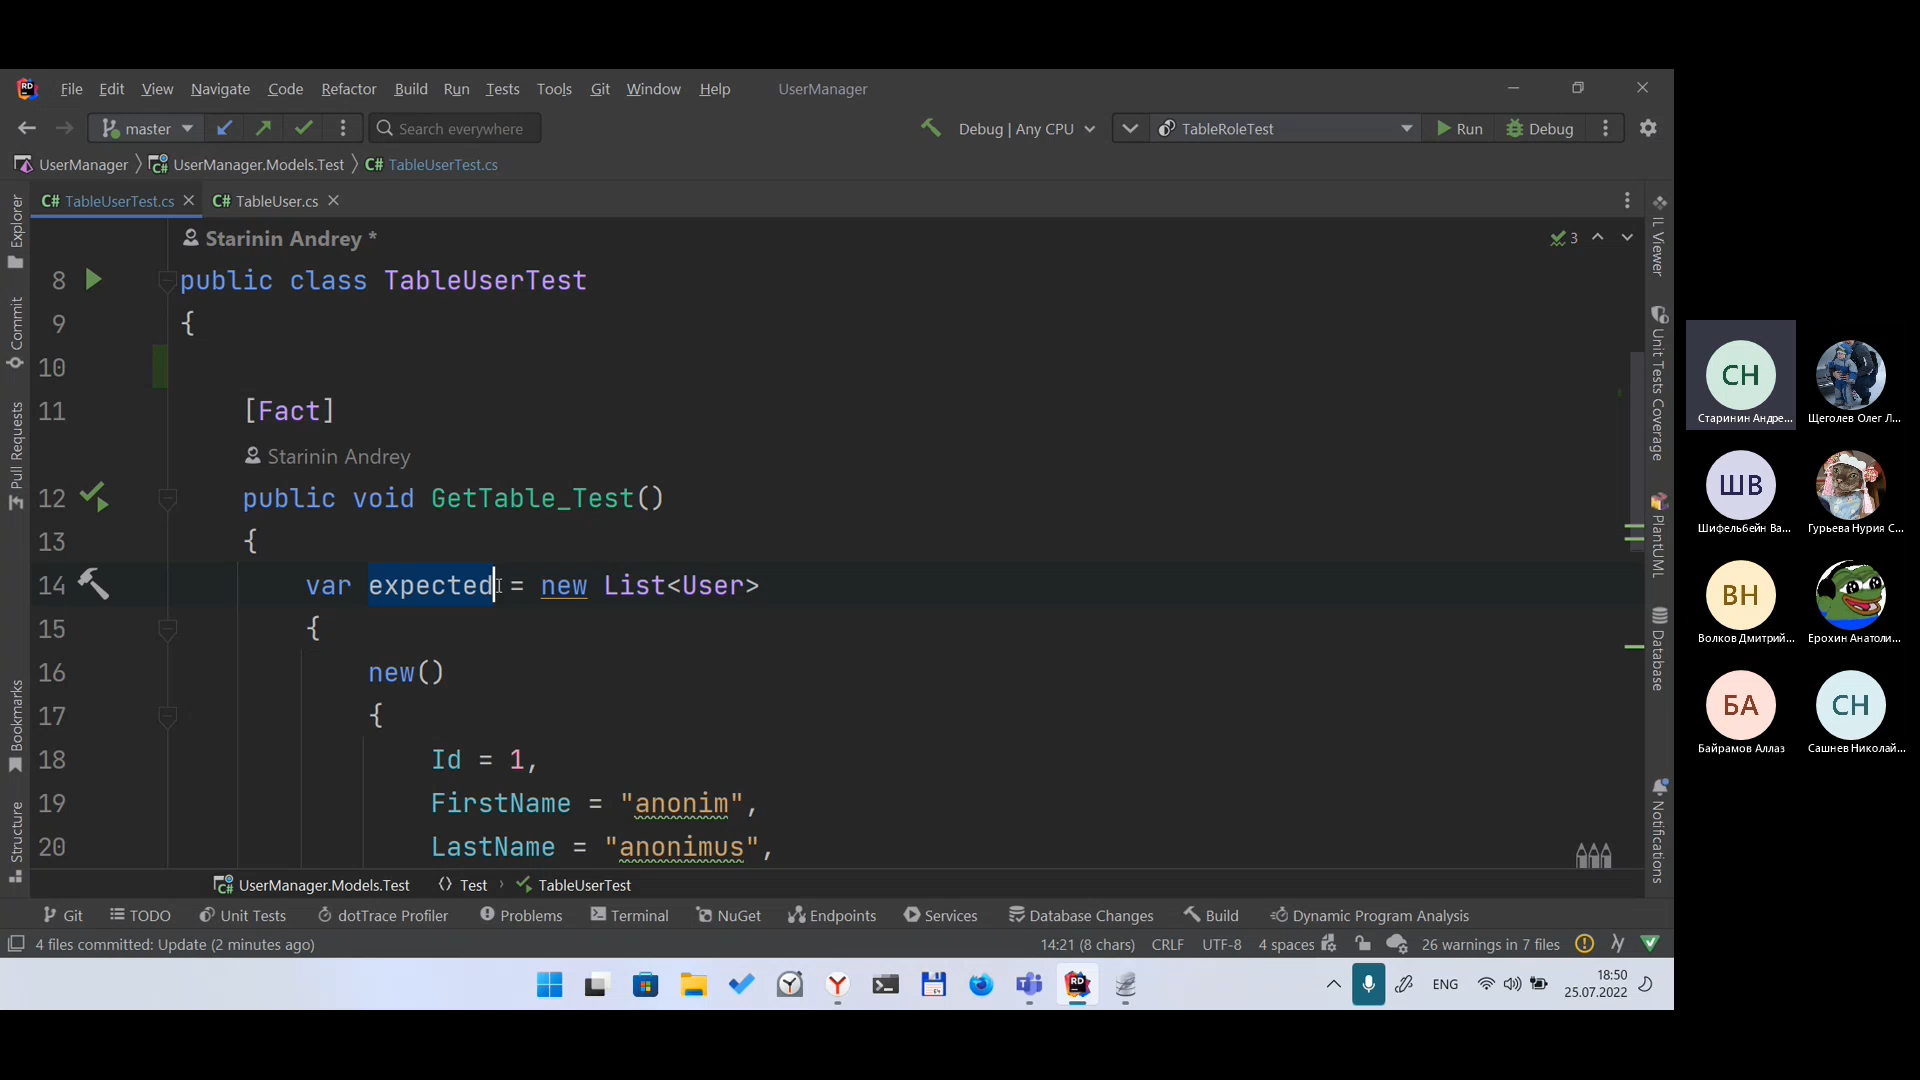 RD File Edit View Navigate Code Refactor Build Run Tests Tools Git Window Help UserManager
master Search everywhere Debug | Any CPU TableRoleTest Run Debug
UserManager UserManager.Models.Test C# TableUserTest.cs
C# TableUserTest.cs C# TableUser.cs
Starinin Andrey *
3
8 public class TableUserTest
9 {
10
11 [Fact]
Starinin Andrey
12 public void GetTable_Test()
13 {
14 var expected = new List<User>
15 {
16 new()
17 {
18 Id = 1,
19 FirstName = "anonim",
20 LastName = "anonimus",
Explorer
Commit
Pull Requests
Bookmarks
Structure
IL Viewer
Unit Tests Coverage
PlantUML
Database
Notifications
UserManager.Models.Test Test TableUserTest
Git TODO Unit Tests dotTrace Profiler Problems Terminal NuGet Endpoints Services Database Changes Build Dynamic Program Analysis
4 files committed: Update (2 minutes ago) 14:21 (8 chars) CRLF UTF-8 4 spaces 26 warnings in 7 files
ENG 18:50
25.07.2022
СН
Старинин Андре... Щеголев Олег Л...
ШВ
Шифельбейн Ва... Гурьева Нурия С...
ВН
Волков Дмитрий... Ерохин Анатоли...
БА СН
Байрамов Аллаз Сашнев Николай...